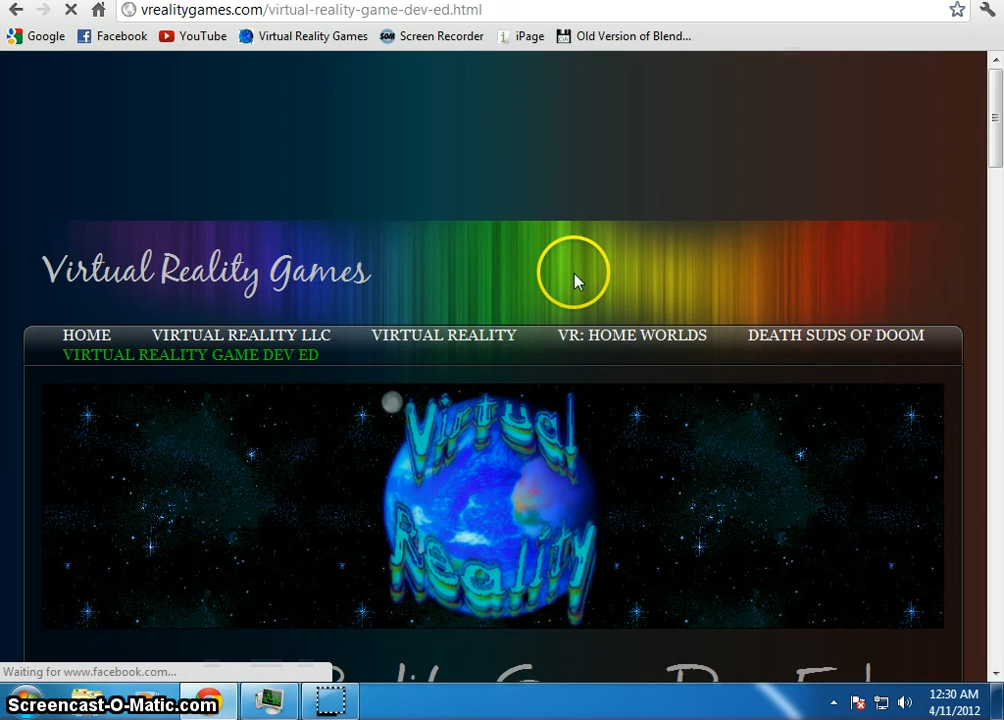 vrealitygames.com/virtual-reality-game-dev-ed.html
Google Facebook YouTube Virtual Reality Games Screen Recorder iPage Old Version of Blend...
Virtual Reality Games
HOME VIRTUAL REALITY LLC VIRTUAL REALITY VR: HOME WORLDS DEATH SUDS OF DOOM
VIRTUAL REALITY GAME DEV ED
Virtual
Reality
Waiting for www.facebook.com...
Screencast-O-Matic.com
12:30 AM
4/11/2012